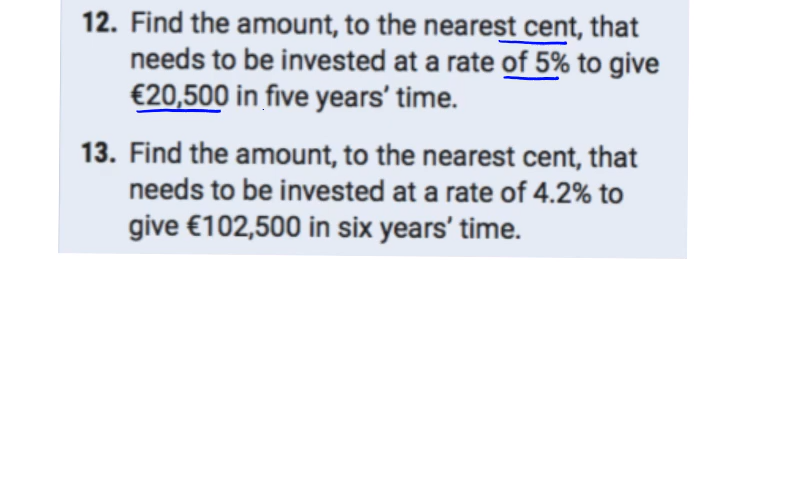 12. Find the amount, to the nearest cent, that
needs to be invested at a rate of 5% to give
€20,500 in five years’ time.
13. Find the amount, to the nearest cent, that
needs to be invested at a rate of 4.2% to
give €102,500 in six years’ time.